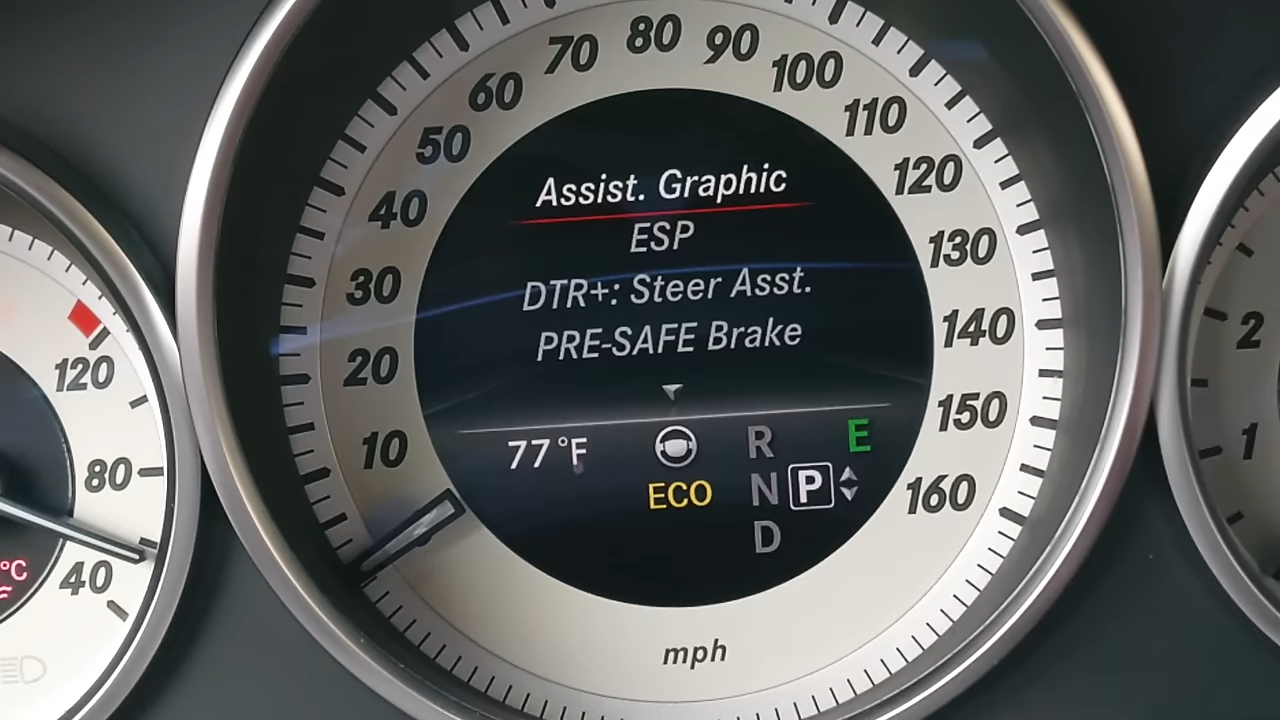 80
70
90
60
100
50
110
40
120
30
130
20
140
10
150
160
Assist. Graphic
ESP
DTR+: Steer Asst.
PRE-SAFE Brake
77°F
R
E
ECO
N P
D
mph
120
80
40
°C
2
1